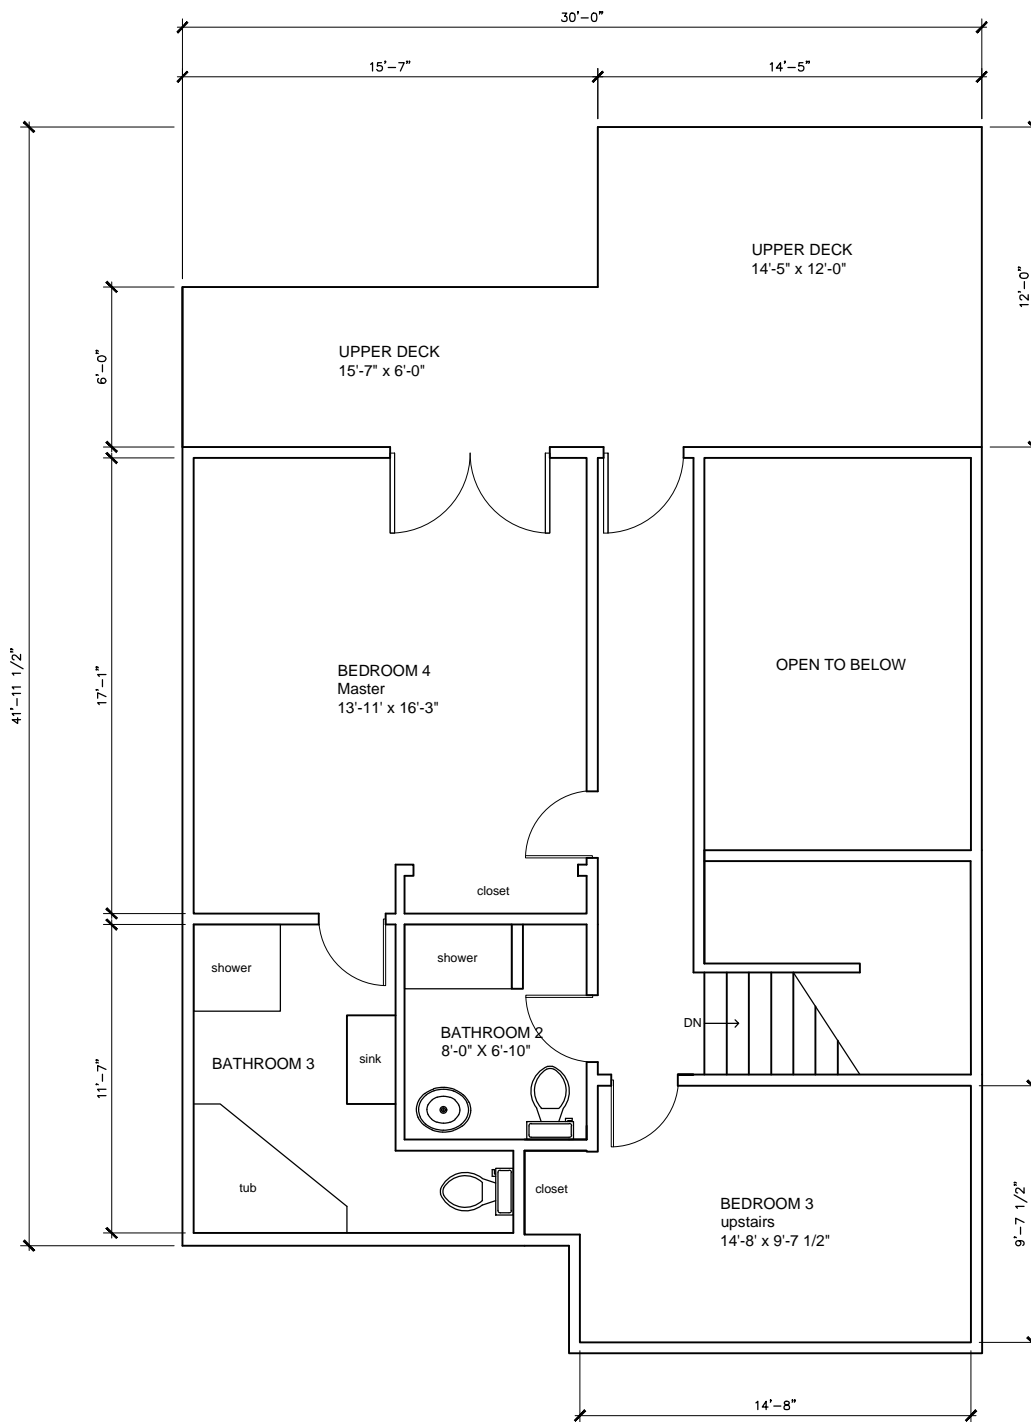 30'-0"
15'-7"
14'-5"
UPPER DECK
14'-5" x 12'-0"
12'-0"
UPPER DECK
15'-7" x 6'-0"
6'-0"
41'-11 1/2"
17'-1"
BEDROOM 4
Master
13'-11' x 16'-3"
OPEN TO BELOW
closet
shower
shower
DN
BATHROOM 2
8'-0" X 6'-10"
sink
BATHROOM 3
11'-7"
tub
closet
BEDROOM 3
upstairs
14'-8' x 9'-7 1/2"
9'-7 1/2"
14'-8"